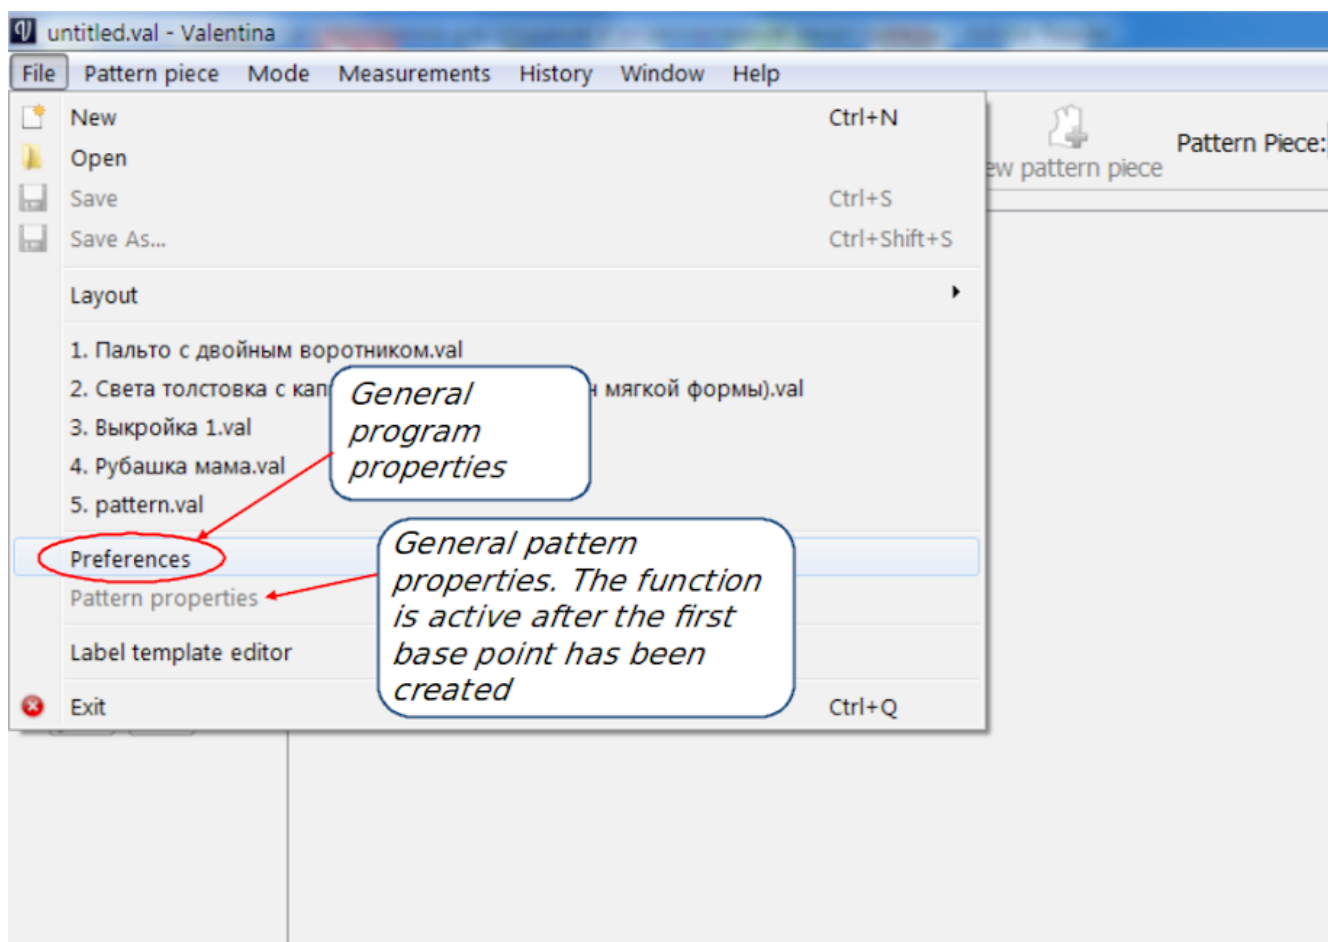 untitled.val - Valentina
File Pattern piece Mode Measurements History Window Help
New Ctrl+N
Open
Save Ctrl+S
Save As... Ctrl+Shift+S
pattern piece
Pattern Piece:
Layout
1. Пальто с двойным воротником.val
2. Света толстовка с мягкой формы).val
3. Выкройка 1.val
4. Рубашка мама.val
5. pattern.val
General
program
properties
Preferences
Pattern properties
General pattern
properties. The function
is active after the first
base point has been
created
Label template editor
Exit Ctrl+Q